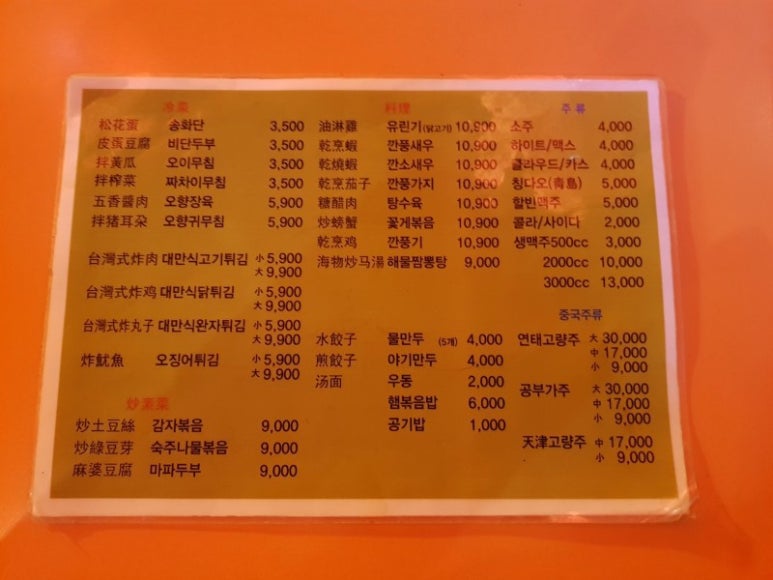 冷菜
松花蛋 송화단 3,500
皮蛋豆腐 비단두부 3,500
拌黃瓜 오이무침 3,500
拌榨菜 짜차이무침 3,500
五香醬肉 오향장육 5,900
拌猪耳朶 오향귀무침 5,900
台灣式炸肉 대만식고기튀김 小 5,900
大 9,900
台灣式炸鸡 대만식닭튀김 小 5,900
大 9,900
台灣式炸丸子 대만식완자튀김 小 5,900
大 9,900
炸魷魚 오징어튀김 小 5,900
大 9,900
炒素菜
炒土豆絲 감자볶음 9,000
炒綠豆芽 숙주나물볶음 9,000
麻婆豆腐 마파두부 9,000
料理
油淋雞 유린기(닭고기) 10,900
乾烹蝦 깐풍새우 10,900
乾燒蝦 깐소새우 10,900
乾烹茄子 깐풍가지 10,900
糖醋肉 탕수육 10,900
炒螃蟹 꽃게볶음 10,900
乾烹鸡 깐풍기 10,900
海物炒马湯 해물짬뽕탕 9,000
水餃子 물만두 (5개) 4,000
煎餃子 야기만두 4,000
汤面 우동 2,000
햄볶음밥 6,000
공기밥 1,000
주 류
소주 4,000
하이트/맥스 4,000
클라우드/카스 4,000
칭다오(青島) 5,000
할빈맥주 5,000
콜라/사이다 2,000
생맥주500cc 3,000
2000cc 10,000
3000cc 13,000
중국주류
연태고량주 大 30,000
中 17,000
小 9,000
공부가주 大 30,000
中 17,000
小 9,000
天津고량주 中 17,000
小 9,000